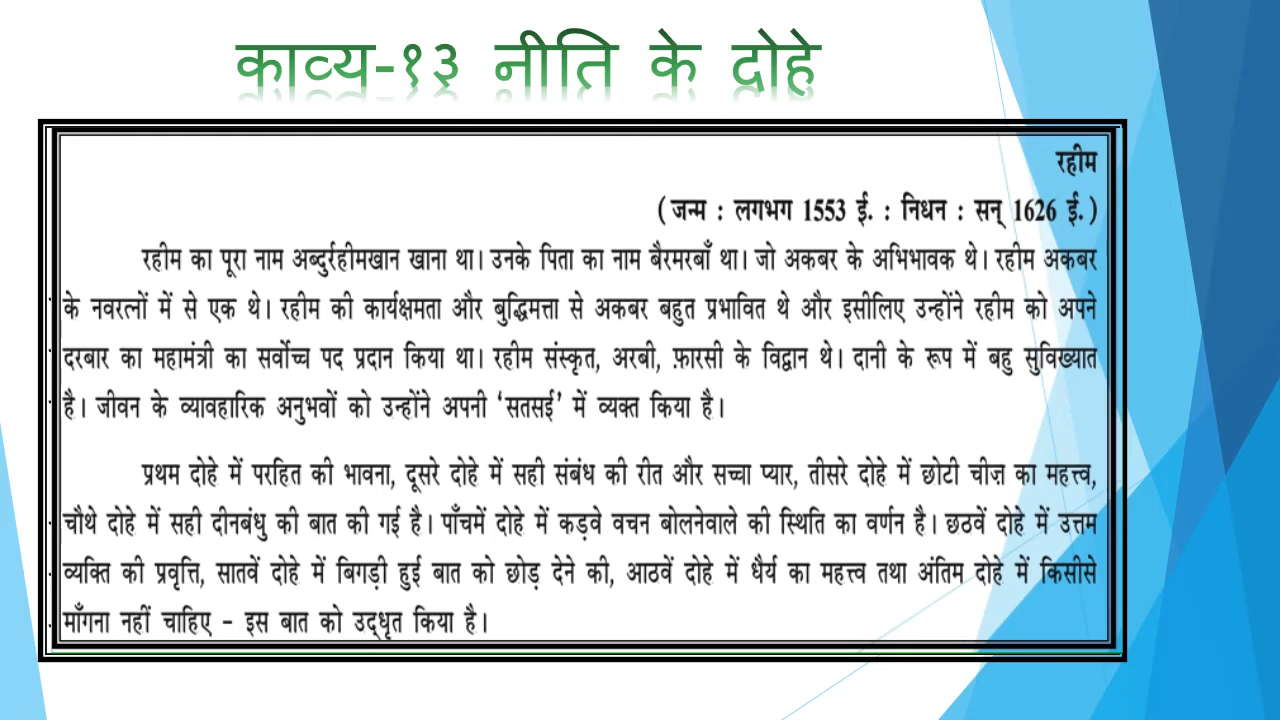 काव्य-१३ नीति के दोहे
रहीम
( जन्म : लगभग 1553 ई. : निधन : सन् 1626 ई. )
रहीम का पूरा नाम अब्दुर्रहीमखान खाना था। उनके पिता का नाम बैरमरबाँ था। जो अकबर के अभिभावक थे। रहीम अकबर
के नवरत्नों में से एक थे। रहीम की कार्यक्षमता और बुद्धिमत्ता से अकबर बहुत प्रभावित थे और इसीलिए उन्होंने रहीम को अपने
दरबार का महामंत्री का सर्वोच्च पद प्रदान किया था। रहीम संस्कृत, अरबी, फ़ारसी के विद्वान थे। दानी के रूप में बहु सुविख्यात
है। जीवन के व्यावहारिक अनुभवों को उन्होंने अपनी ‘सतसई’ में व्यक्त किया है।
प्रथम दोहे में परहित की भावना, दूसरे दोहे में सही संबंध की रीत और सच्चा प्यार, तीसरे दोहे में छोटी चीज़ का महत्त्व,
चौथे दोहे में सही दीनबंधु की बात की गई है। पाँचमें दोहे में कड़वे वचन बोलनेवाले की स्थिति का वर्णन है। छठवें दोहे में उत्तम
व्यक्ति की प्रवृत्ति, सातवें दोहे में बिगड़ी हुई बात को छोड़ देने की, आठवें दोहे में धैर्य का महत्त्व तथा अंतिम दोहे में किसीसे
माँगना नहीं चाहिए - इस बात को उद्धृत किया है।